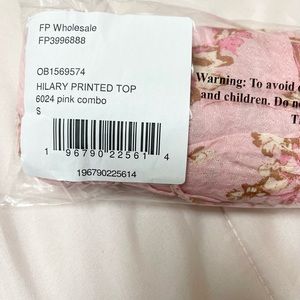 FP Wholesale
FP3996888
OB1569574
HILARY PRINTED TOP
6024 pink combo
S
1 96790 22561 4
196790225614
Warning: To avoid
and children. Do